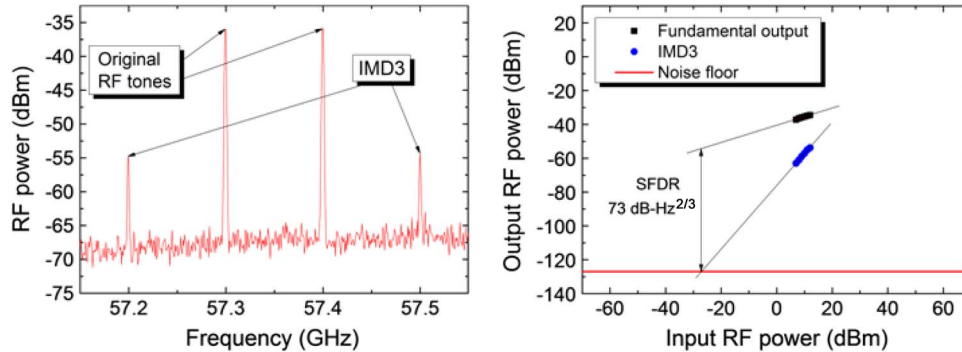 -35
-40
-45
-50
-55
-60
-65
-70
-75
RF power (dBm)
Original
RF tones
IMD3
57.2 57.3 57.4 57.5
Frequency (GHz)
20
0
-20
-40
-60
-80
-100
-120
-140
Output RF power (dBm)
Fundamental output
IMD3
Noise floor
SFDR
73 dB-Hz2/3
-60 -40 -20 0 20 40 60
Input RF power (dBm)